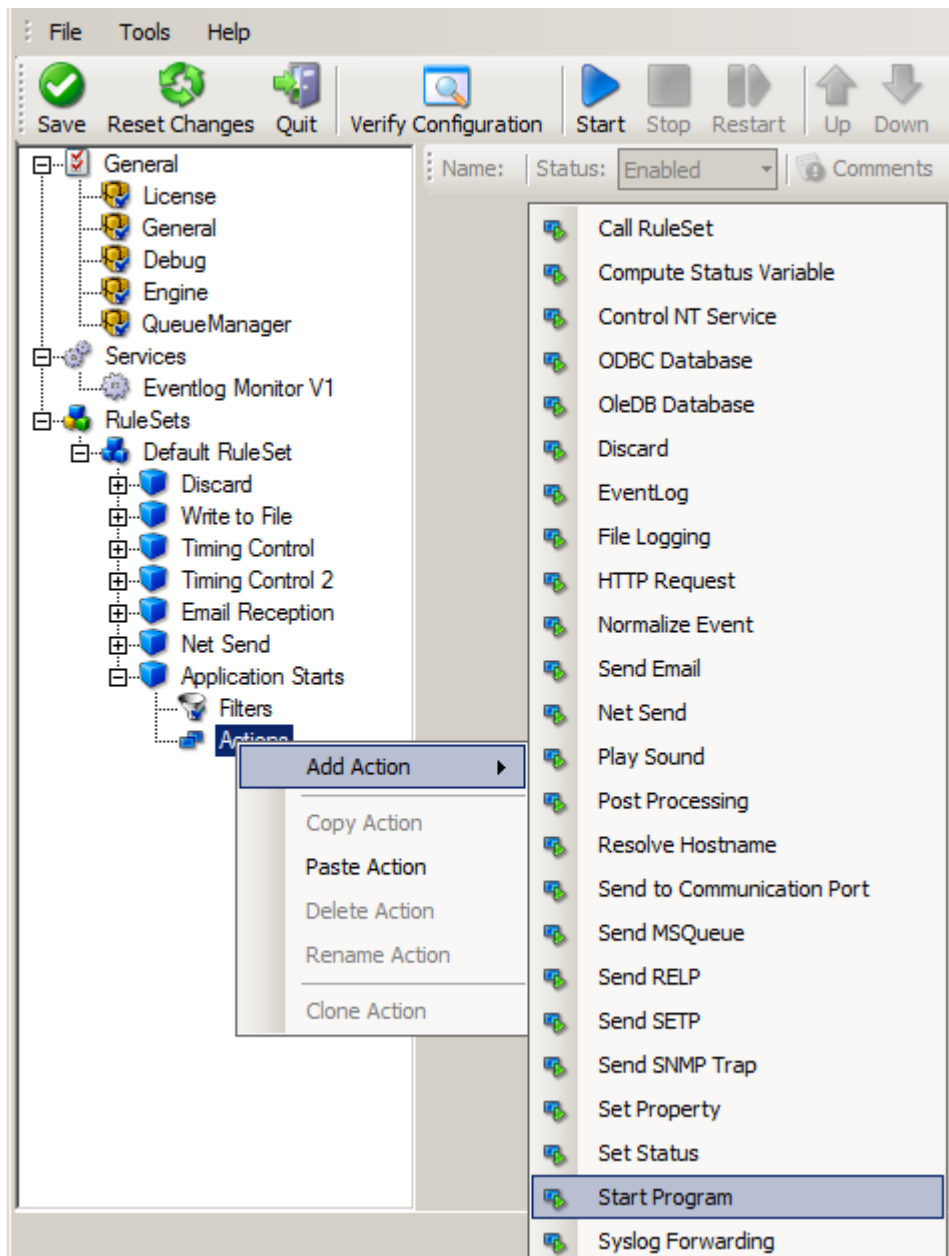 File Tools Help
Save Reset Changes Quit Verify Configuration Start Stop Restart Up Down
Name: Status: Enabled Comments
General
License
General
Debug
Engine
QueueManager
Services
Eventlog Monitor V1
RuleSets
Default RuleSet
Discard
Write to File
Timing Control
Timing Control 2
Email Reception
Net Send
Application Starts
Filters
Actions
Add Action
Copy Action
Paste Action
Delete Action
Rename Action
Clone Action
Call RuleSet
Compute Status Variable
Control NT Service
ODBC Database
OleDB Database
Discard
EventLog
File Logging
HTTP Request
Normalize Event
Send Email
Net Send
Play Sound
Post Processing
Resolve Hostname
Send to Communication Port
Send MSQueue
Send RELP
Send SETP
Send SNMP Trap
Set Property
Set Status
Start Program
Syslog Forwarding